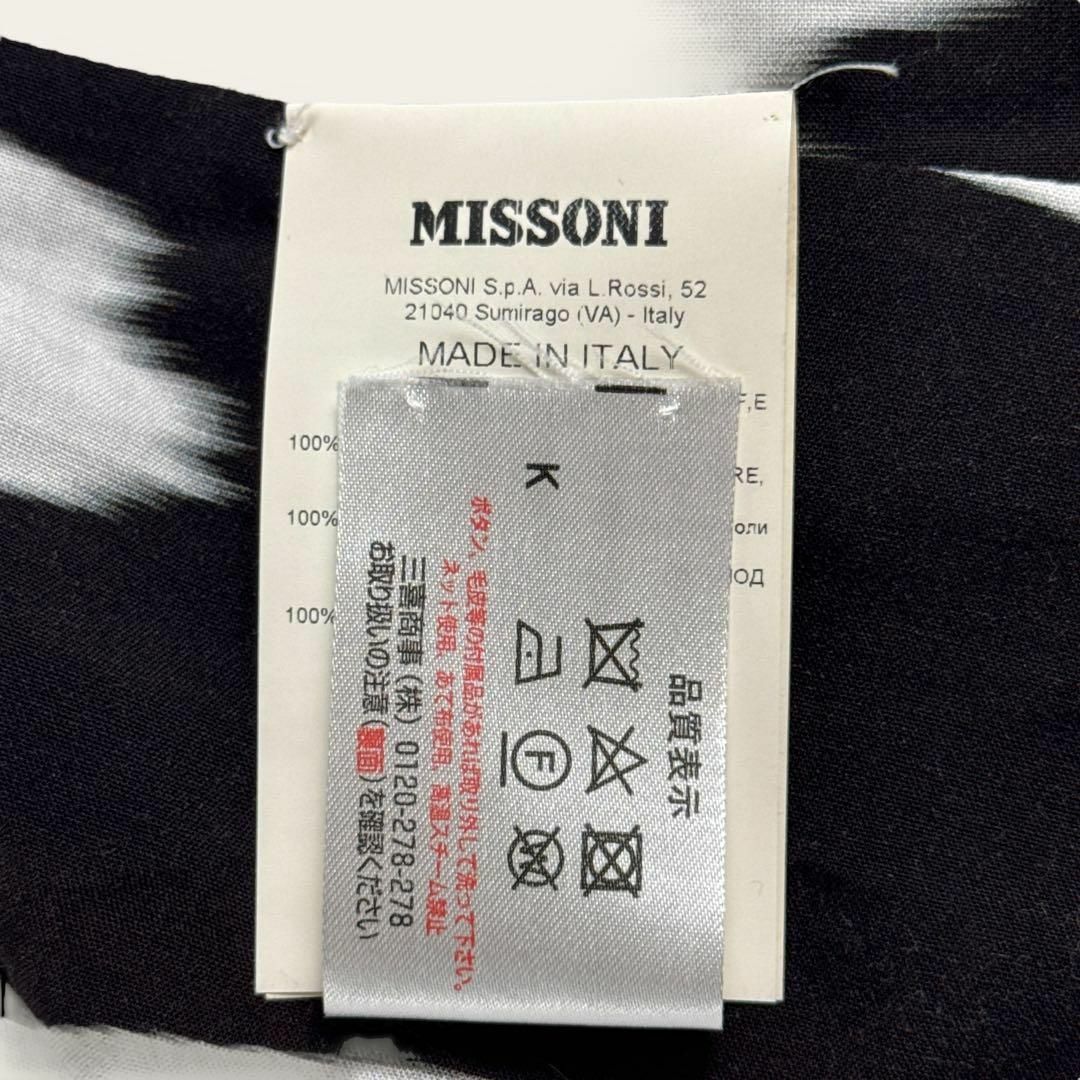 MISSONI
MISSONI S.p.A. via L.Rossi, 52
21040 Sumirago (VA) - Italy
MADE IN ITALY
F,E
100%
RE,
100%
оли
ОД
100%
品質表示
K
F
W
ボタン、毛皮等の付属品があれば取り外して洗って下さい。
ネット使用、あて布使用、高温スチーム禁止
三喜商事(株) 0120-278-278
お取り扱いの注意(裏面)を確認ください